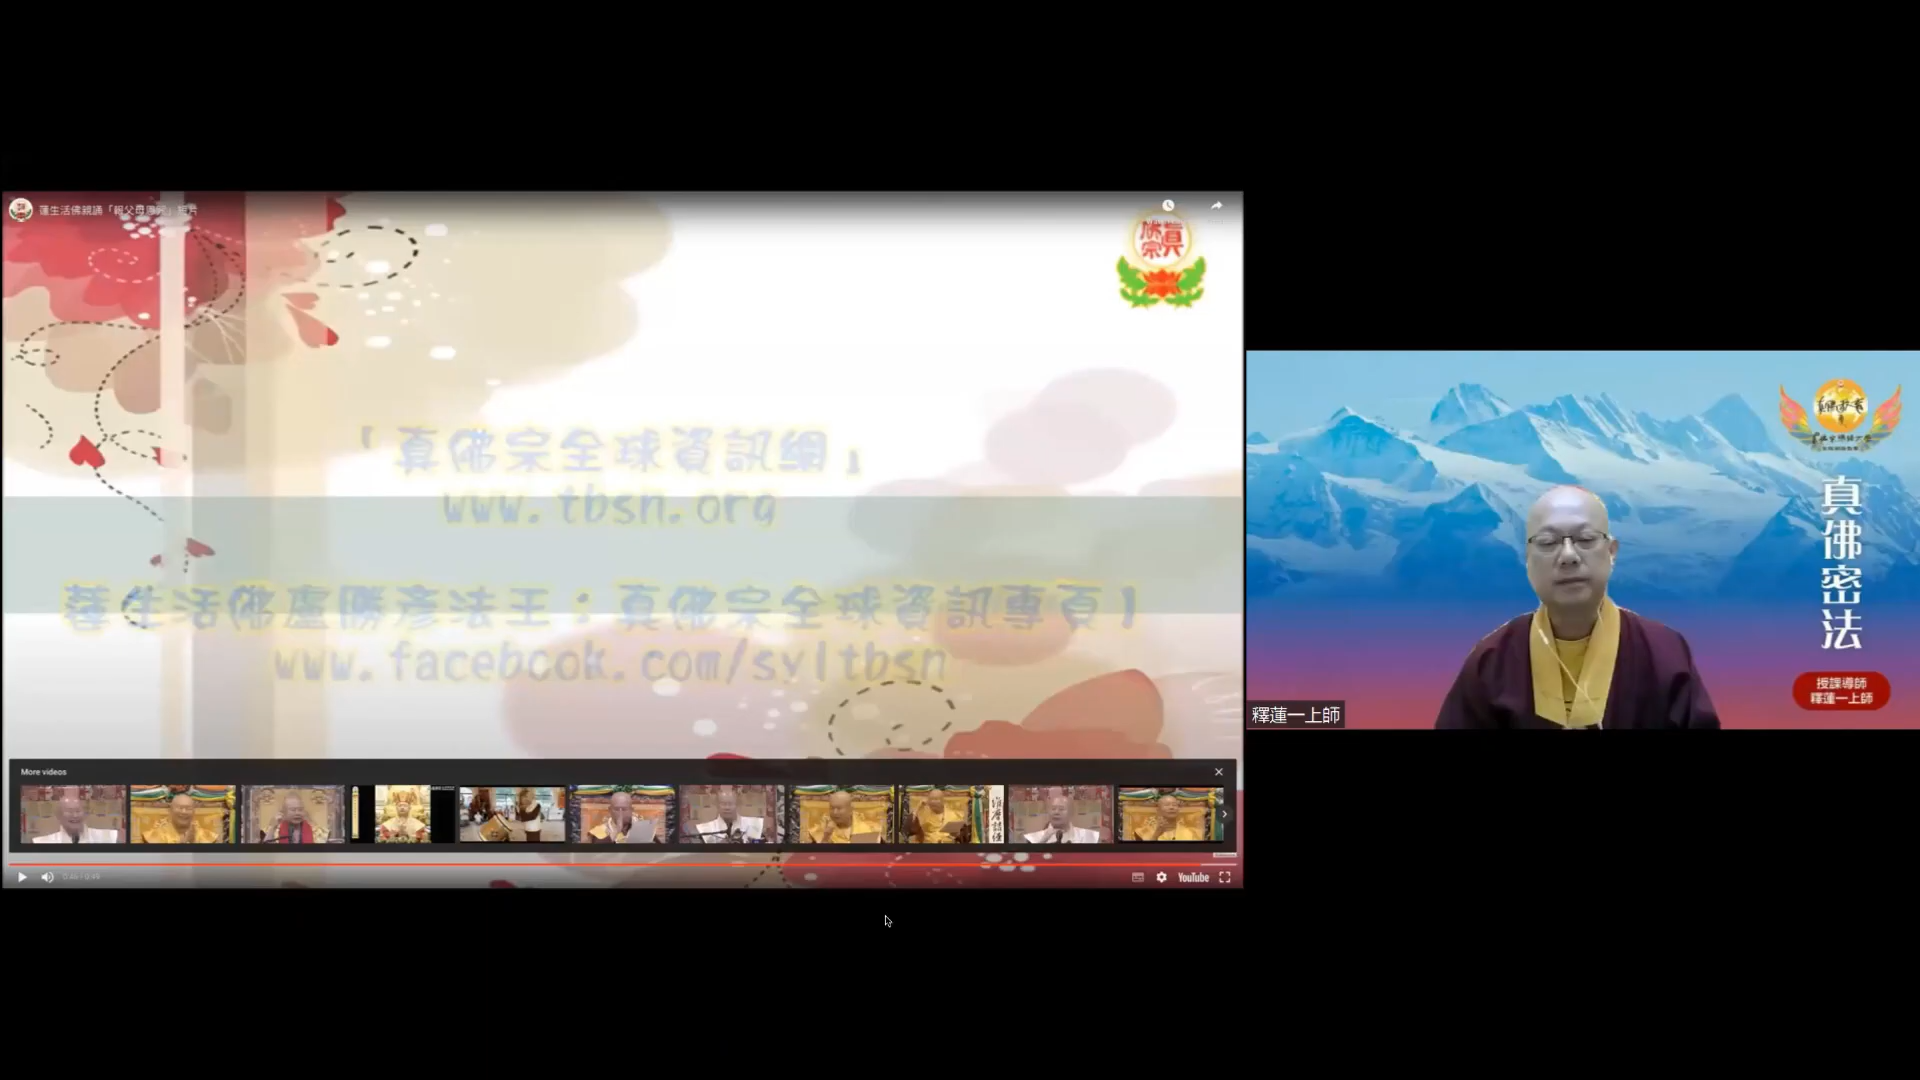 蓮生活佛親誦「報父母恩咒」短片
真佛宗
「真佛宗全球資訊網」
www.tbsn.org
蓮生活佛盧勝彥法王：真佛宗全球資訊專頁】
www.facebook.com/syltbsn
More videos
YouTube
真佛密法
授課導師
釋蓮一上師
釋蓮一上師